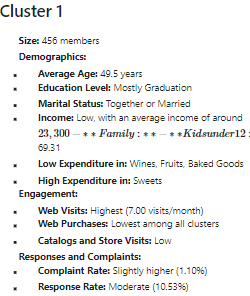 Cluster 1
Size: 456 members
Demographics:
Average Age: 49.5 years
Education Level: Mostly Graduation
Marital Status: Together or Married
Income: Low, with an average income of around
23,300 − ∗ ∗ Family : ∗ ∗ − ∗ ∗ Kidsunder12 :
69.31
Low Expenditure in: Wines, Fruits, Baked Goods
High Expenditure in: Sweets
Engagement:
Web Visits: Highest (7.00 visits/month)
Web Purchases: Lowest among all clusters
Catalogs and Store Visits: Low
Responses and Complaints:
Complaint Rate: Slightly higher (1.10%)
Response Rate: Moderate (10.53%)